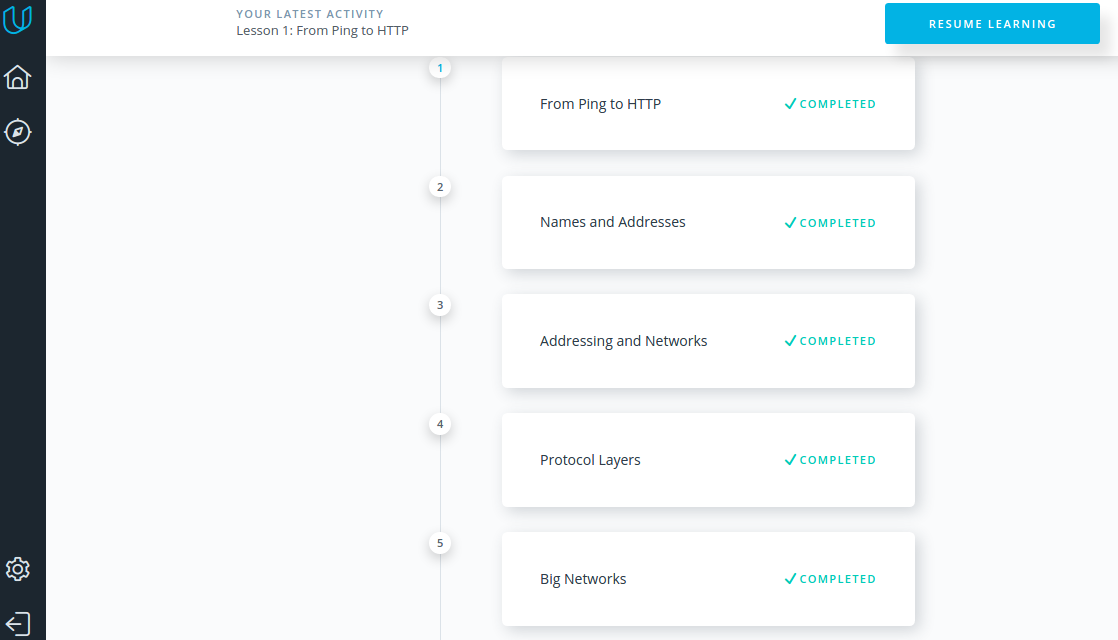 YOUR LATEST ACTIVITY
Lesson 1: From Ping to HTTP
RESUME LEARNING
1
From Ping to HTTP
COMPLETED
2
Names and Addresses
COMPLETED
3
Addressing and Networks
COMPLETED
4
Protocol Layers
COMPLETED
5
Big Networks
COMPLETED